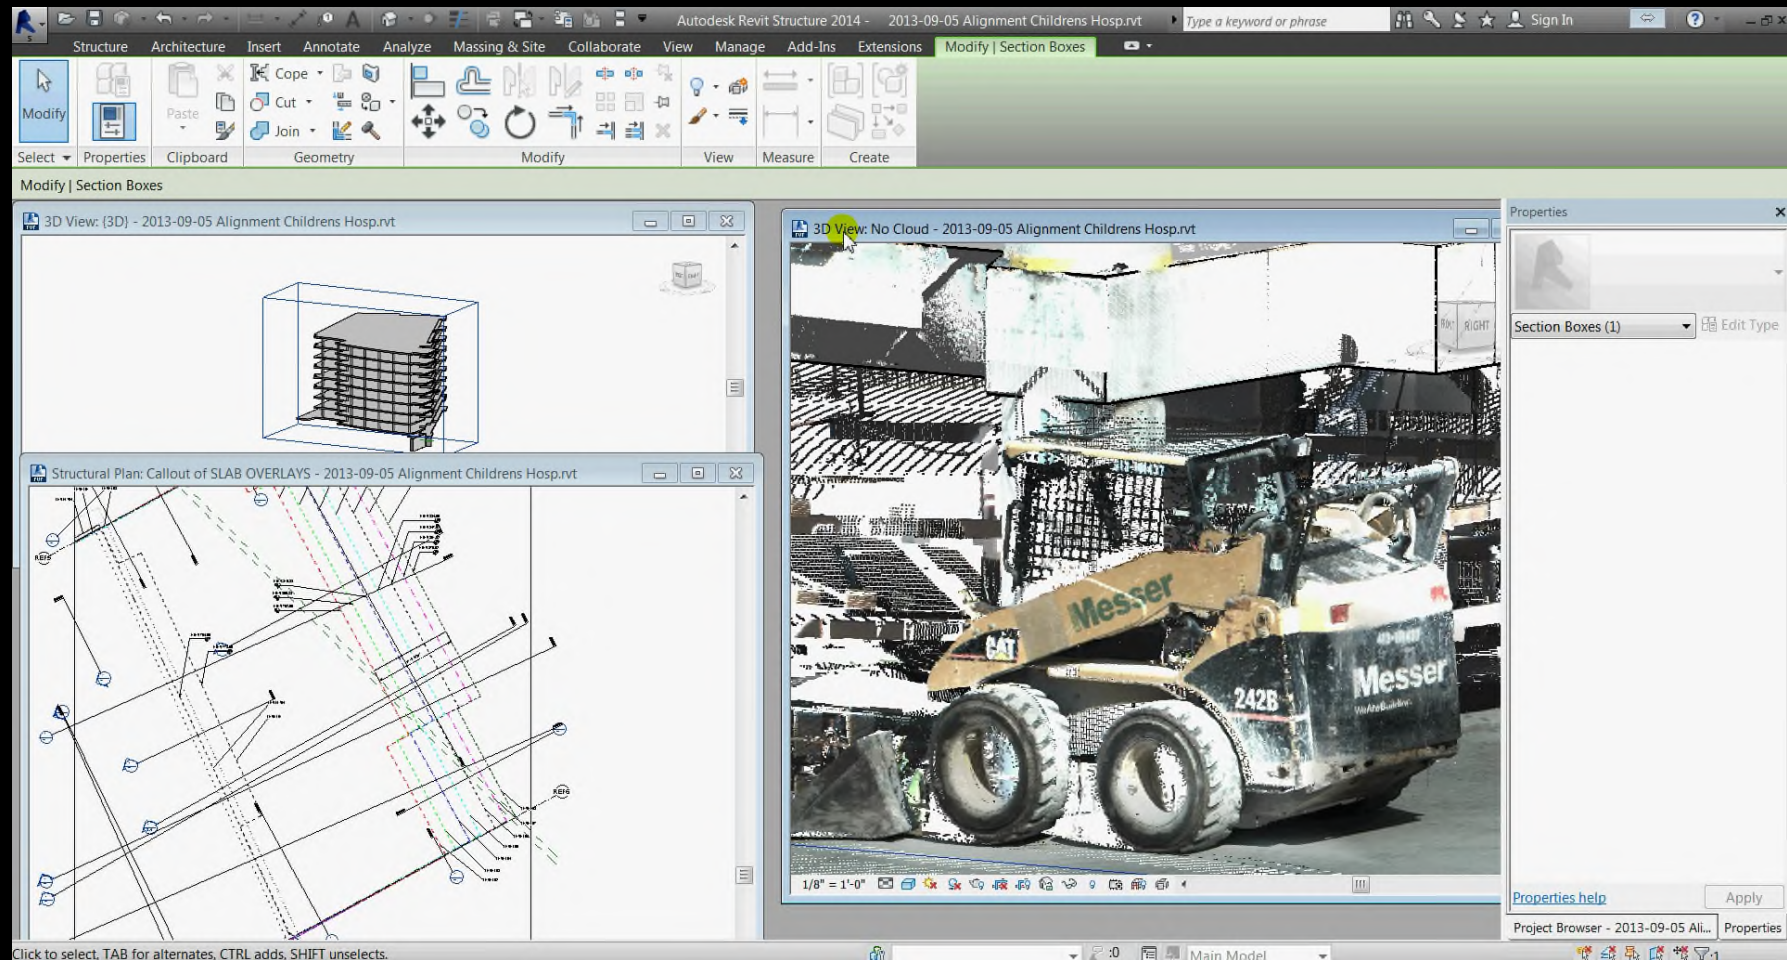 Autodesk Revit Structure 2014 - 2013-09-05 Alignment Childrens Hosp.rvt
Type a keyword or phrase
Sign In
Structure Architecture Insert Annotate Analyze Massing & Site Collaborate View Manage Add-Ins Extensions Modify | Section Boxes
Modify
Paste
Cope
Cut
Join
Select Properties Clipboard Geometry Modify View Measure Create
Modify | Section Boxes
3D View: {3D} - 2013-09-05 Alignment Childrens Hosp.rvt
Structural Plan: Callout of SLAB OVERLAYS - 2013-09-05 Alignment Childrens Hosp.rvt
3D View: No Cloud - 2013-09-05 Alignment Childrens Hosp.rvt
RIGHT
Messer
CAT
242B
Messer
1/8" = 1'-0"
Properties
Section Boxes (1)
Edit Type
Properties help
Apply
Project Browser - 2013-09-05 Ali...
Properties
Click to select, TAB for alternates, CTRL adds, SHIFT unselects.
:0
Main Model
:1